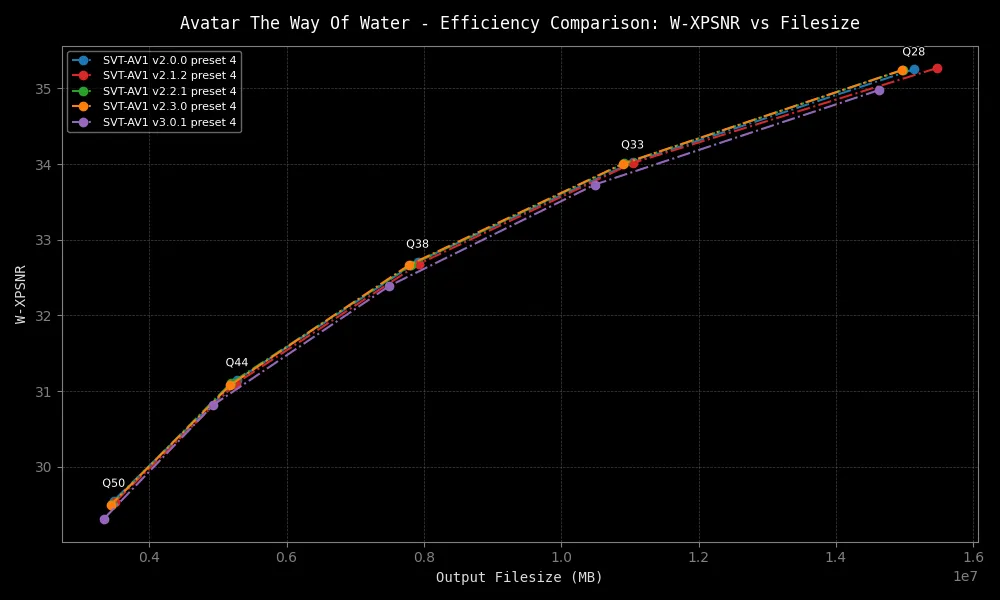 Avatar The Way Of Water - Efficiency Comparison: W-XPSNR vs Filesize
SVT-AV1 v2.0.0 preset 4
SVT-AV1 v2.1.2 preset 4
SVT-AV1 v2.2.1 preset 4
SVT-AV1 v2.3.0 preset 4
SVT-AV1 v3.0.1 preset 4
Q28
Q33
Q38
Q44
Q50
W-XPSNR
35
34
33
32
31
30
0.4 0.6 0.8 1.0 1.2 1.4 1.6
1e7
Output Filesize (MB)